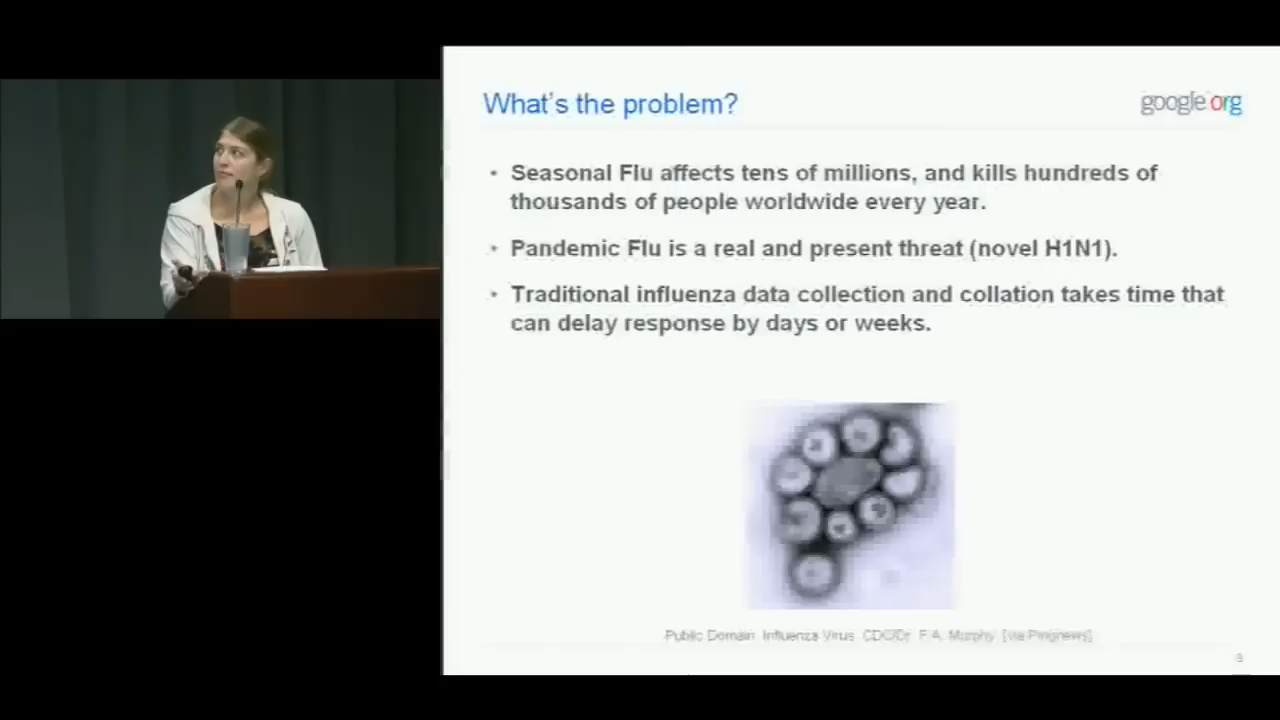 What's the problem?
google.org
• Seasonal Flu affects tens of millions, and kills hundreds of
thousands of people worldwide every year.
• Pandemic Flu is a real and present threat (novel H1N1).
• Traditional influenza data collection and collation takes time that
can delay response by days or weeks.
Public Domain Influenza Virus CDC/Dr. F.A. Murphy [via